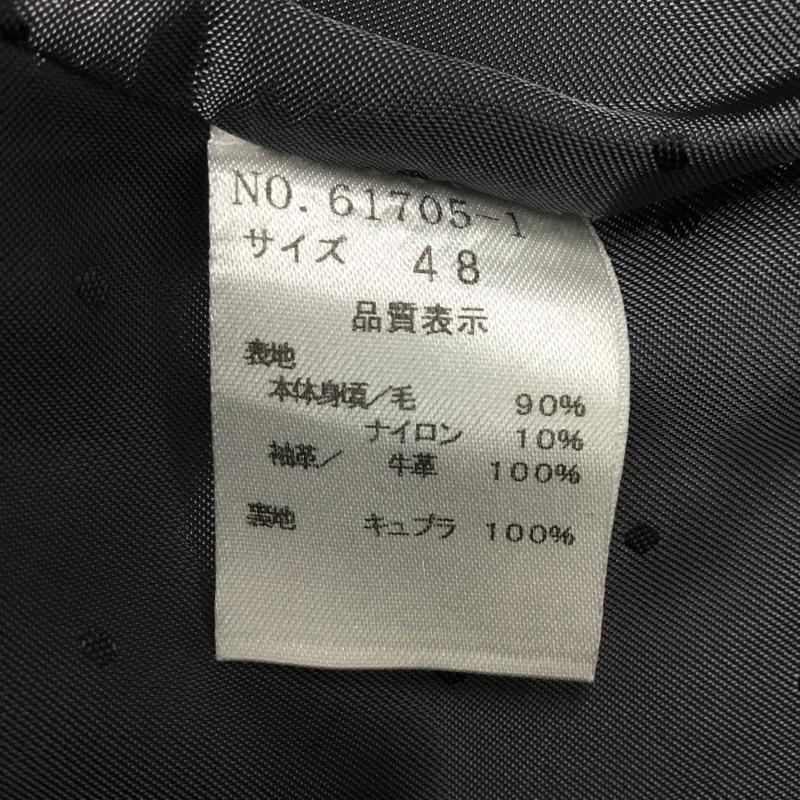 NO. 61705-1
サイズ 48
品質表示
表地
本体身頃／毛 90%
ナイロン 10%
袖革／ 牛革 100%
裏地 キュプラ 100%